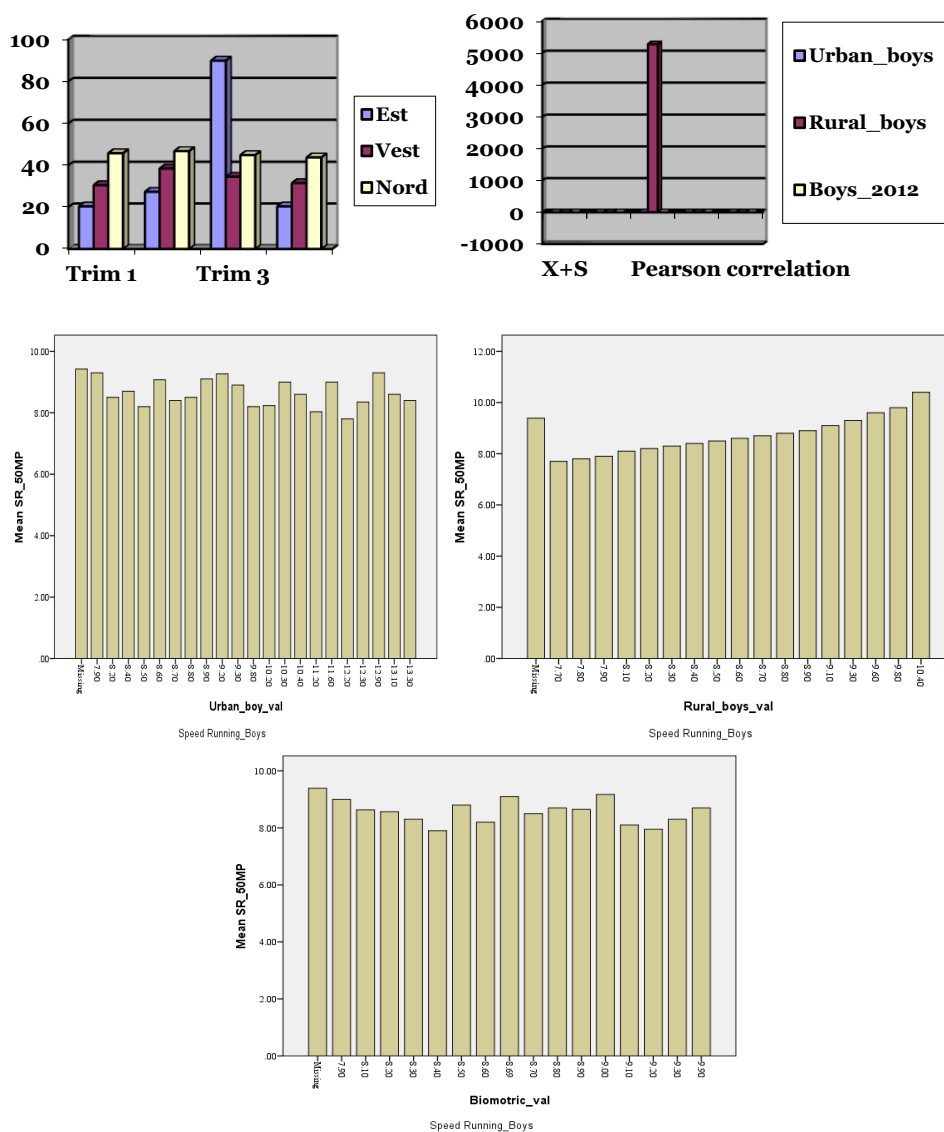 100
80
60
40
20
0
Trim 1 Trim 3
Est
Vest
Nord
6000
5000
4000
3000
2000
1000
0
-1000
X+S Pearson correlation
Urban_boys
Rural_boys
Boys_2012
Mean SR_50MP
10.00
8.00
6.00
4.00
2.00
.00
Missing 7.90 8.20 8.40 8.50 8.60 8.70 8.80 8.90 9.20 9.30 9.80 10.20 10.30 10.40 11.20 11.60 12.20 12.30 12.90 13.10 13.30
Urban_boy_val
Speed Running_Boys
Mean SR_50MP
12.00
10.00
8.00
6.00
4.00
2.00
.00
Missing 7.70 7.80 7.90 8.10 8.20 8.30 8.40 8.50 8.60 8.70 8.80 8.90 9.10 9.30 9.60 9.80 10.40
Rural_boys_val
Speed Running_Boys
Mean SR_50MP
10.00
8.00
6.00
4.00
2.00
.00
Missing 7.90 8.10 8.20 8.30 8.40 8.50 8.60 8.69 8.70 8.80 8.90 9.00 9.10 9.20 9.30 9.90
Biomotric_val
Speed Running_Boys